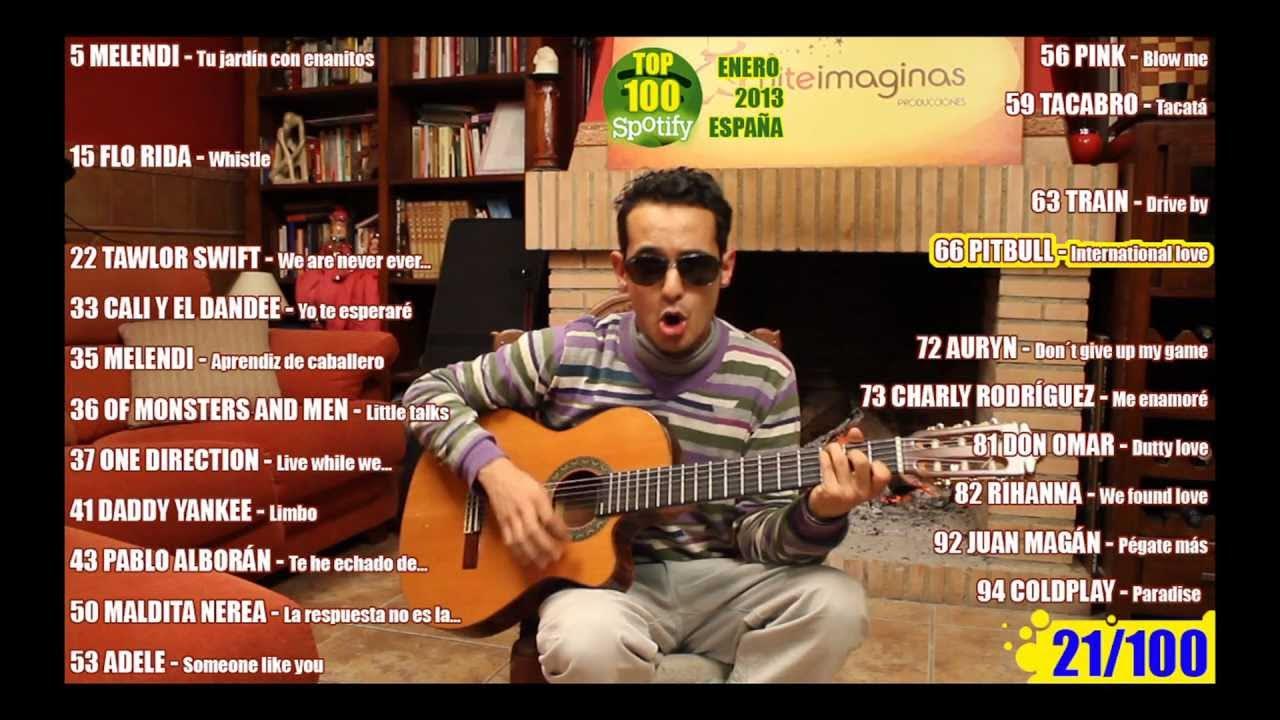 5 MELENDI - Tu jardín con enanitos
15 FLO RIDA - Whistle
22 TAWLOR SWIFT - We are never ever...
33 CALI Y EL DANDEE - Yo te esperaré
35 MELENDI - Aprendiz de caballero
36 OF MONSTERS AND MEN - Little talks
37 ONE DIRECTION - Live while we...
41 DADDY YANKEE - Limbo
43 PABLO ALBORÁN - Te he echado de...
50 MALDITA NEREA - La respuesta no es la...
53 ADELE - Someone like you
TOP
100
Spotify
ENERO
2013
ESPAÑA
iteimaginas
PRODUCCIONES
56 PINK - Blow me
59 TACABRO - Tacatá
63 TRAIN - Drive by
66 PITBULL - International love
72 AURYN - Don´t give up my game
73 CHARLY RODRÍGUEZ - Me enamoré
81 DON OMAR - Dutty love
82 RIHANNA - We found love
92 JUAN MAGÁN - Pégate más
94 COLDPLAY - Paradise
21/100